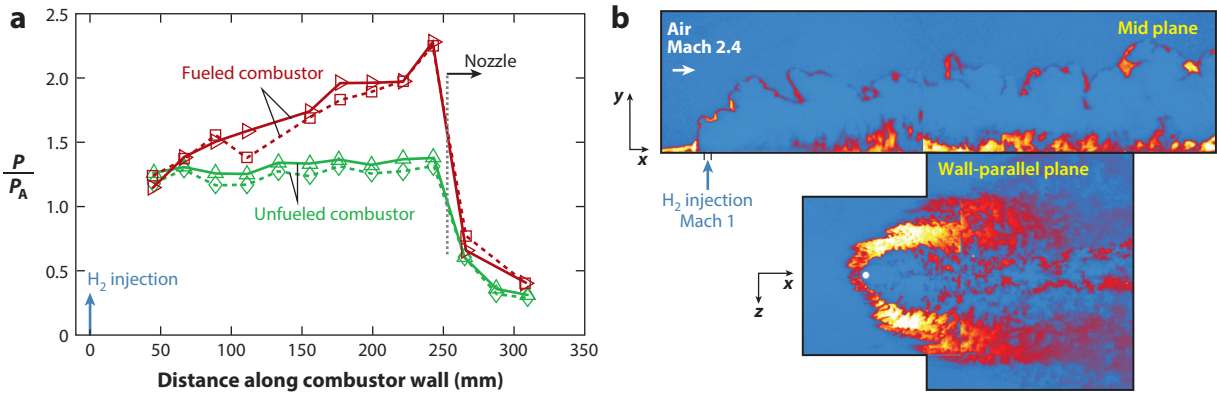 a
2.5
2.0
1.5
1.0
0.5
0
P
P_A
Fueled combustor
Nozzle
Unfueled combustor
H₂ injection
0
50
100
150
200
250
300
350
Distance along combustor wall (mm)
b
Air
Mach 2.4
Mid plane
y
x
H₂ injection
Mach 1
Wall-parallel plane
x
z